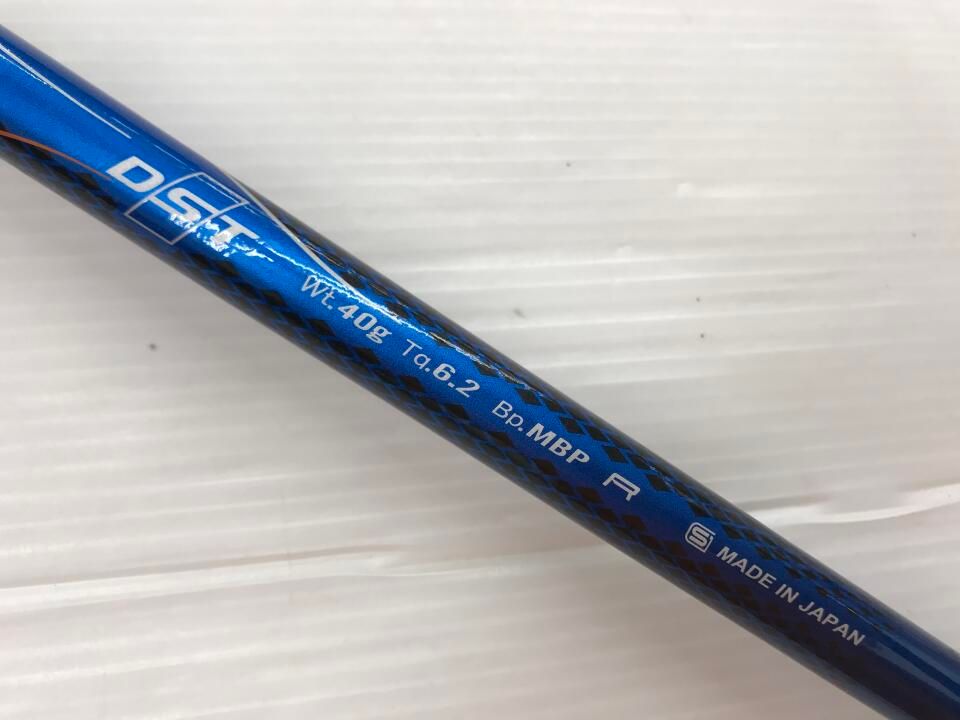 DST
Wt.40g Tq.6.2 Bp.MBP R
S MADE IN JAPAN